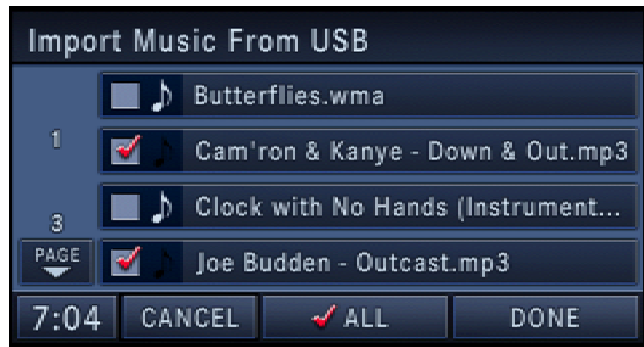 Import Music From USB
Butterflies.wma
1
Cam'ron & Kanye - Down & Out.mp3
Clock with No Hands (Instrument...
3
PAGE
Joe Budden - Outcast.mp3
7:04 CANCEL ALL DONE